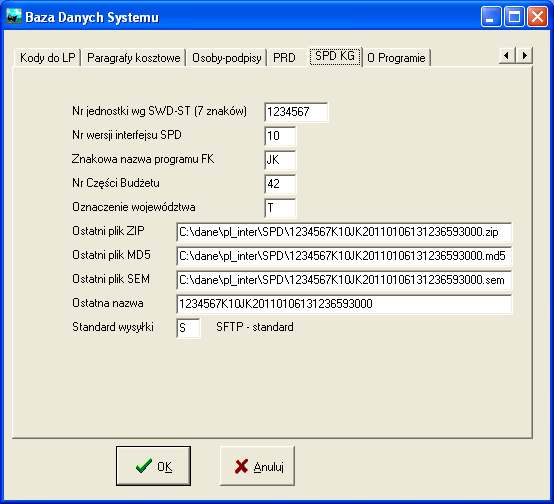 Baza Danych Systemu
Kody do LP Paragrafy kosztowe Osoby-podpisy PRD SPD KG O Programie
Nr jednostki wg SWD-ST (7 znaków) 1234567
Nr wersji interfejsu SPD 10
Znakowa nazwa programu FK JK
Nr Części Budżetu 42
Oznaczenie województwa T
Ostatni plik ZIP C:\dane\pl_inter\SPD\1234567K10JK20110106131236593000.zip
Ostatni plik MD5 C:\dane\pl_inter\SPD\1234567K10JK20110106131236593000.md5
Ostatni plik SEM C:\dane\pl_inter\SPD\1234567K10JK20110106131236593000.sem
Ostatna nazwa 1234567K10JK20110106131236593000
Standard wysyłki S SFTP - standard
OK Anuluj